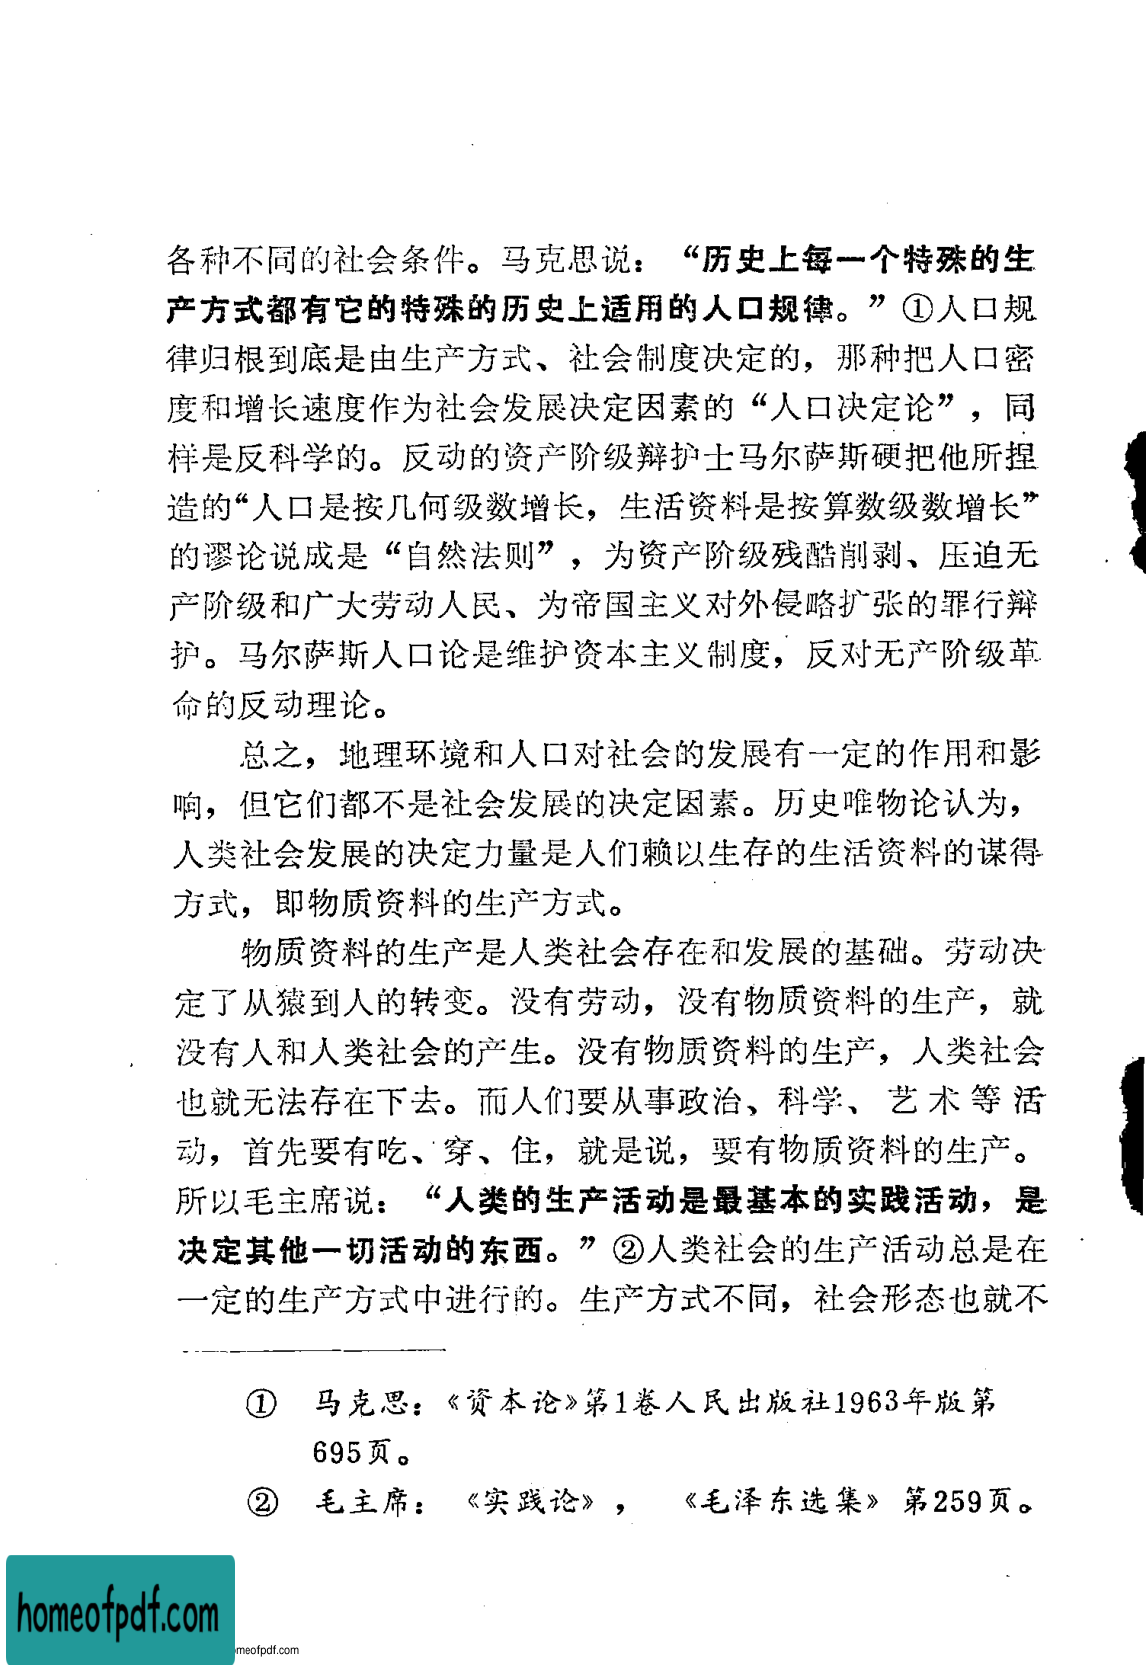 各种不同的社会条件。马克思说：“历史上每一个特殊的生
产方式都有它的特殊的历史上适用的人口规律。”①人口规
律归根到底是由生产方式、社会制度决定的，那种把人口密
度和增长速度作为社会发展决定因素的“人口决定论”，同
样是反科学的。反动的资产阶级辩护士马尔萨斯硬把他所捏
造的“人口是按几何级数增长，生活资料是按算数级数增长”
的谬论说成是“自然法则”，为资产阶级残酷削剥、压迫无
产阶级和广大劳动人民、为帝国主义对外侵略扩张的罪行辩
护。马尔萨斯人口论是维护资本主义制度，反对无产阶级革
命的反动理论。
总之，地理环境和人口对社会的发展有一定的作用和影
响，但它们都不是社会发展的决定因素。历史唯物论认为，
人类社会发展的决定力量是人们赖以生存的生活资料的谋得
方式，即物质资料的生产方式。
物质资料的生产是人类社会存在和发展的基础。劳动决
定了从猿到人的转变。没有劳动，没有物质资料的生产，就
没有人和人类社会的产生。没有物质资料的生产，人类社会
也就无法存在下去。而人们要从事政治、科学、艺术等活
动，首先要有吃、穿、住，就是说，要有物质资料的生产。
所以毛主席说：“人类的生产活动是最基本的实践活动，是
决定其他一切活动的东西。”②人类社会的生产活动总是在
一定的生产方式中进行的。生产方式不同，社会形态也就不
① 马克思：《资本论》第1卷人民出版社1963年版第
695页。
② 毛主席：《实践论》，《毛泽东选集》第259页。
homeofpdf.com
meofpdf.com